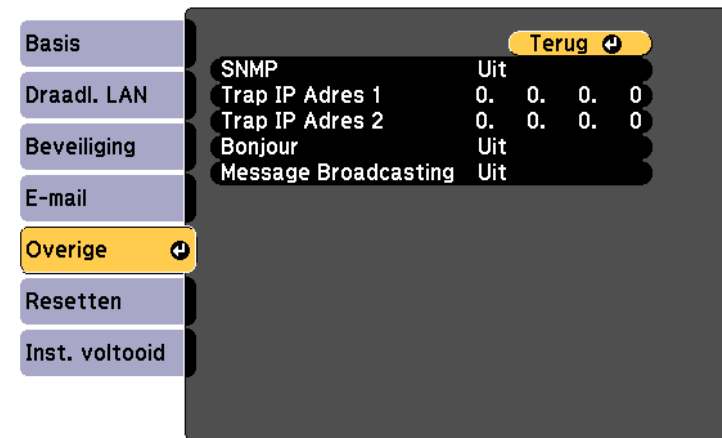 Basis
Draadl. LAN
Beveiliging
E-mail
Overige
Resetten
Inst. voltooid
Terug
SNMP Uit
Trap IP Adres 1 0. 0. 0. 0
Trap IP Adres 2 0. 0. 0. 0
Bonjour Uit
Message Broadcasting Uit